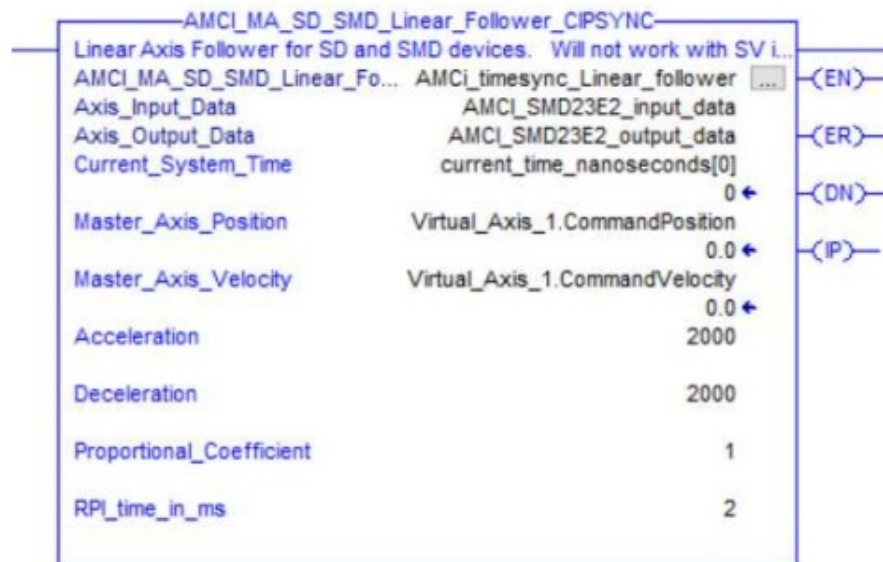 AMCI_MA_SD_SMD_Linear_Follower_CIPSYNC
Linear Axis Follower for SD and SMD devices. Will not work with SV i...
AMCI_MA_SD_SMD_Linear_Fo... AMCi_timesync_Linear_follower ... (EN)
Axis_Input_Data AMCI_SMD23E2_input_data
Axis_Output_Data AMCI_SMD23E2_output_data (ER)
Current_System_Time current_time_nanoseconds[0]
0 ← (DN)
Master_Axis_Position Virtual_Axis_1.CommandPosition
0.0 ← (IP)
Master_Axis_Velocity Virtual_Axis_1.CommandVelocity
0.0 ←
Acceleration 2000
Deceleration 2000
Proportional_Coefficient 1
RPI_time_in_ms 2